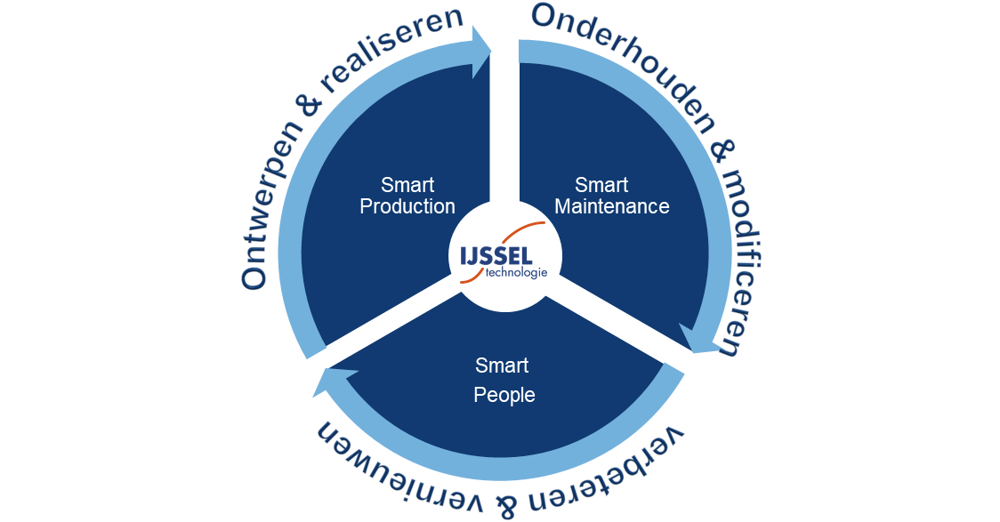 Ontwerpen & realiseren
Onderhouden & modificeren
Smart
Production
Smart
Maintenance
IJSSEL
technologie
Smart
People
verbeteren & vernieuwen